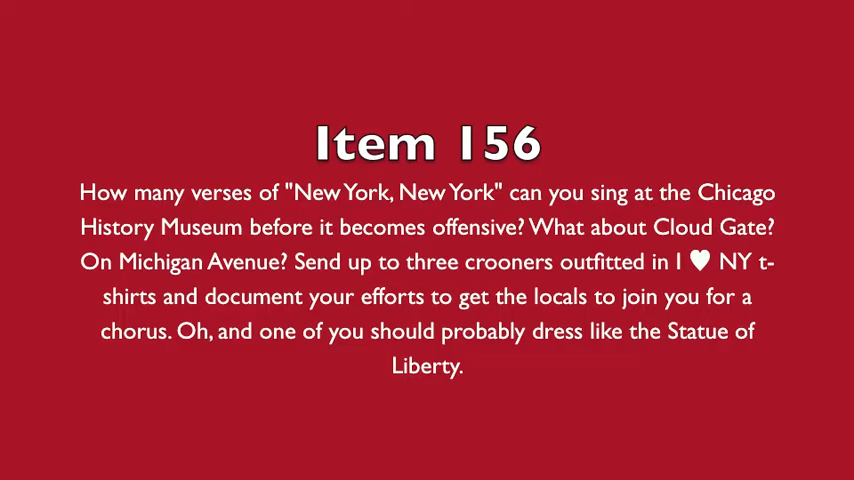 Item 156
How many verses of "New York, New York" can you sing at the Chicago
History Museum before it becomes offensive? What about Cloud Gate?
On Michigan Avenue? Send up to three crooners outfitted in I ♥ NY t-
shirts and document your efforts to get the locals to join you for a
chorus. Oh, and one of you should probably dress like the Statue of
Liberty.